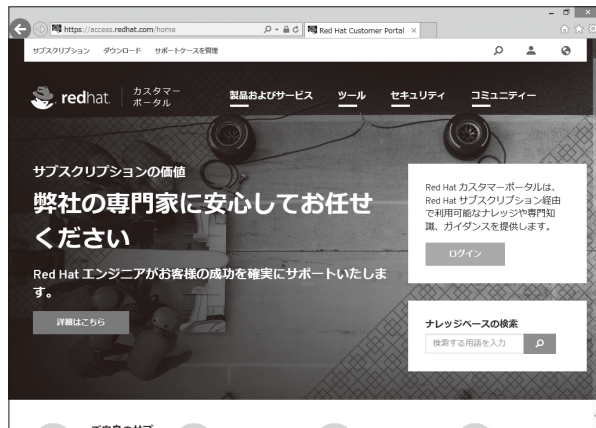 https://access.redhat.com/home
Red Hat Customer Portal
サブスクリプション ダウンロード サポートケースを管理
redhat.
カスタマー
ポータル
製品およびサービス ツール セキュリティ コミュニティー
サブスクリプションの価値
弊社の専門家に安心してお任せ
ください
Red Hat エンジニアがお客様の成功を確実にサポートいたしま
す。
詳細はこちら
Red Hat カスタマーポータルは、
Red Hat サブスクリプション経由
で利用可能なナレッジや専門知
識、ガイダンスを提供します。
ログイン
ナレッジベースの検索
検索する用語を入力